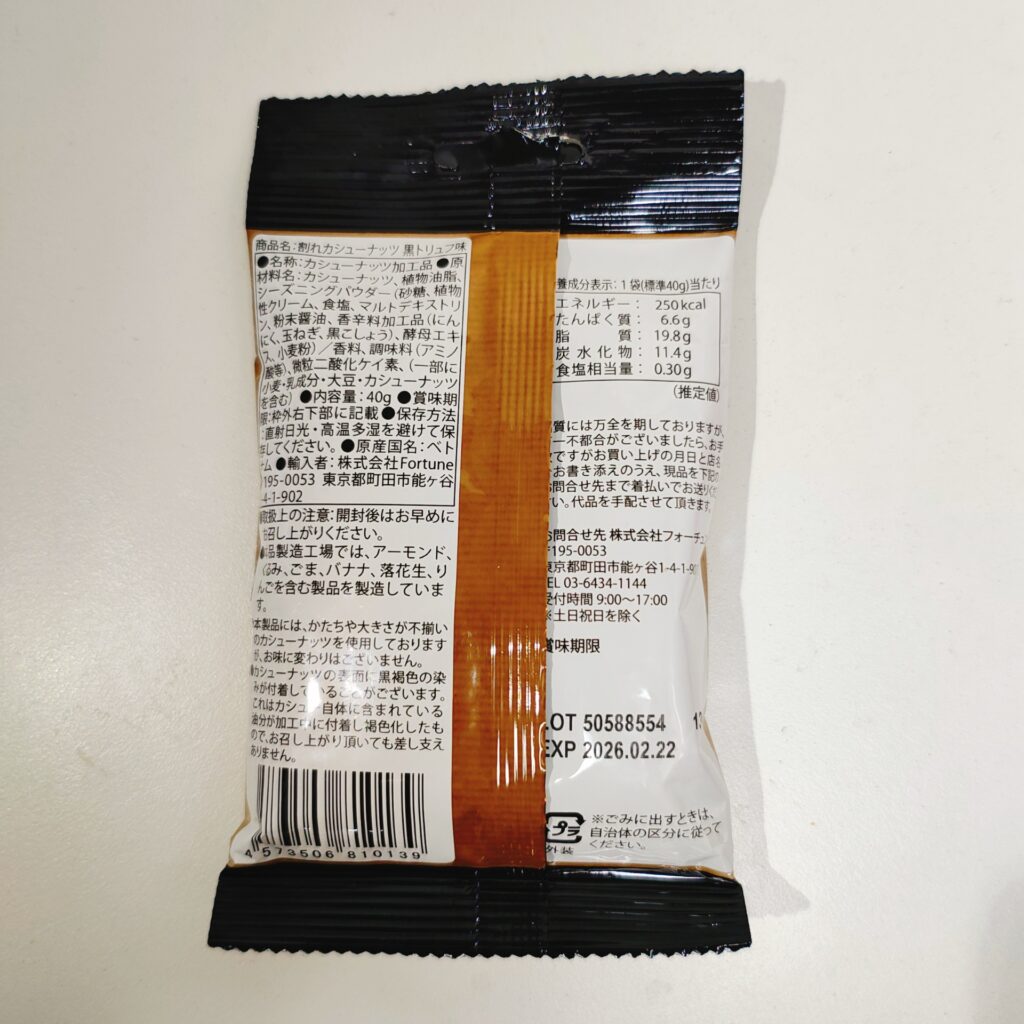 商品名：割れカシューナッツ 黒トリュフ味
●名称：カシューナッツ加工品 ●原
材料名：カシューナッツ、植物油脂、
シーズニングパウダー（砂糖、植物
性クリーム、食塩、マルトデキストリ
ン、粉末醤油、香辛料加工品（にん
にく、玉ねぎ、黒こしょう）、酵母エキ
ス、小麦粉）／香料、調味料（アミノ
酸等）、微粒二酸化ケイ素、（一部に
小麦・乳成分・大豆・カシューナッツ
を含む） ●内容量：40g ●賞味期
限：枠外右下部に記載 ●保存方法
：直射日光・高温多湿を避けて保
存してください。 ●原産国名：ベト
ナム ●輸入者：株式会社Fortune
〒195-0053 東京都町田市能ヶ谷
1-4-1-902
取扱上の注意：開封後はお早めに
お召し上がりください。
品製造工場では、アーモンド、
くるみ、ごま、バナナ、落花生、り
んごを含む製品を製造していま
す。
本製品には、かたちや大きさが不揃い
のカシューナッツを使用しております
が、お味に変わりはございません。
●カシューナッツの表面に黒褐色の染
みが付着していることがございます。
これはカシュー自体に含まれている
油分が加工中に付着し褐色化したも
ので、お召し上がり頂いても差し支え
ありません。
4 573506 810139
養成分表示：1袋（標準40g）当たり
エネルギー： 250kcal
たんぱく質： 6.6g
脂質： 19.8g
炭水化物： 11.4g
食塩相当量： 0.30g
（推定値）
品質には万全を期しておりますが、
一不都合がございましたら、お手
ですがお買い上げの月日と店名
お書き添えのうえ、現品を下記の
お問合せ先まで着払いでお送りくだ
い。代品を手配させて頂きます。
お問合せ先 株式会社フォーチュ
〒195-0053
東京都町田市能ヶ谷1-4-1-90
TEL 03-6434-1144
受付時間 9:00～17:00
※土日祝日を除く
賞味期限
LOT 50588554
EXP 2026.02.22
プラ
外装
※ごみに出すときは、
自治体の区分に従って
ください。